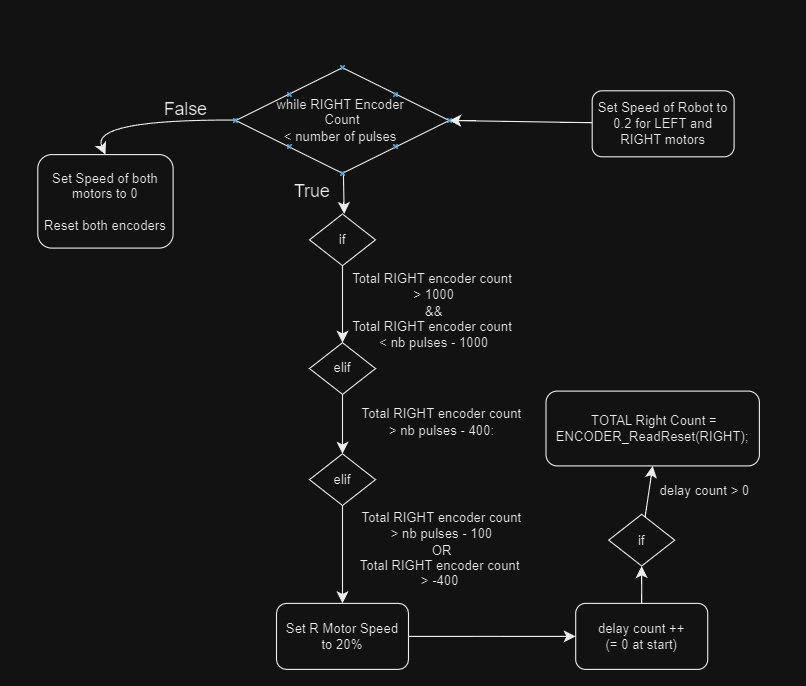 False
while RIGHT Encoder
Count
< number of pulses
Set Speed of Robot to
0.2 for LEFT and
RIGHT motors
Set Speed of both
motors to 0
Reset both encoders
True
if
Total RIGHT encoder count
> 1000
&&
Total RIGHT encoder count
< nb pulses - 1000
elif
Total RIGHT encoder count
> nb pulses - 400:
elif
Total RIGHT encoder count
> nb pulses - 100
OR
Total RIGHT encoder count
> -400
Set R Motor Speed
to 20%
delay count ++
(= 0 at start)
if
delay count > 0
TOTAL Right Count =
ENCODER_ReadReset(RIGHT);